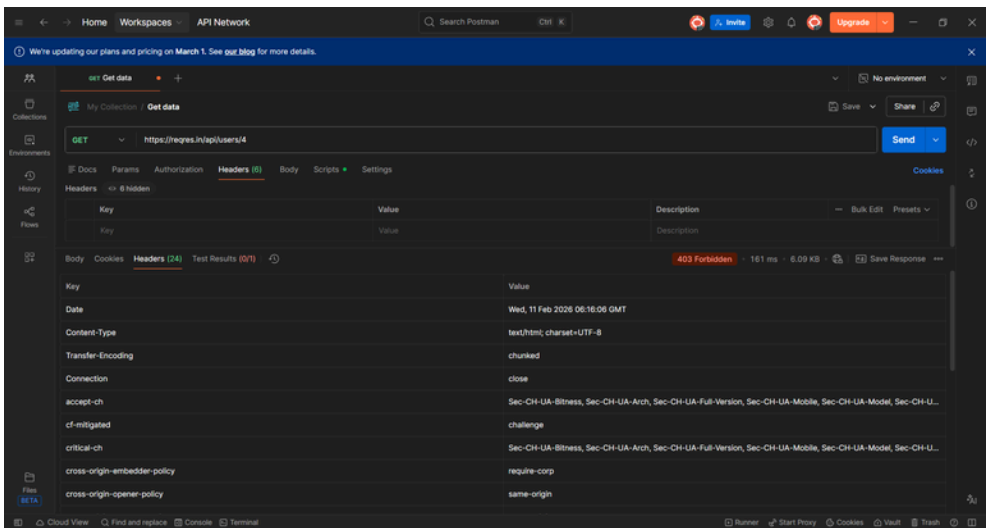 Home Workspaces API Network Search Postman Ctrl K Invite Upgrade
We're updating our plans and pricing on March 1. See our blog for more details.
GET Get data No environment
My Collection / Get data Save Share
GET https://reqres.in/api/users/4 Send
Docs Params Authorization Headers (6) Body Scripts Settings Cookies
Headers 6 hidden
Key Value Description Bulk Edit Presets
Key Value Description
Body Cookies Headers (24) Test Results (0/1) 403 Forbidden 161 ms 6.09 KB Save Response
Key Value
Date Wed, 11 Feb 2026 06:16:06 GMT
Content-Type text/html; charset=UTF-8
Transfer-Encoding chunked
Connection close
accept-ch Sec-CH-UA-Bitness, Sec-CH-UA-Arch, Sec-CH-UA-Full-Version, Sec-CH-UA-Mobile, Sec-CH-UA-Model, Sec-CH-U...
cf-mitigated challenge
critical-ch Sec-CH-UA-Bitness, Sec-CH-UA-Arch, Sec-CH-UA-Full-Version, Sec-CH-UA-Mobile, Sec-CH-UA-Model, Sec-CH-U...
cross-origin-embedder-policy require-corp
cross-origin-opener-policy same-origin
Collections
Environments
History
Flows
Files
BETA
Cloud View Find and replace Console Terminal Runner Start Proxy Cookies Vault Trash